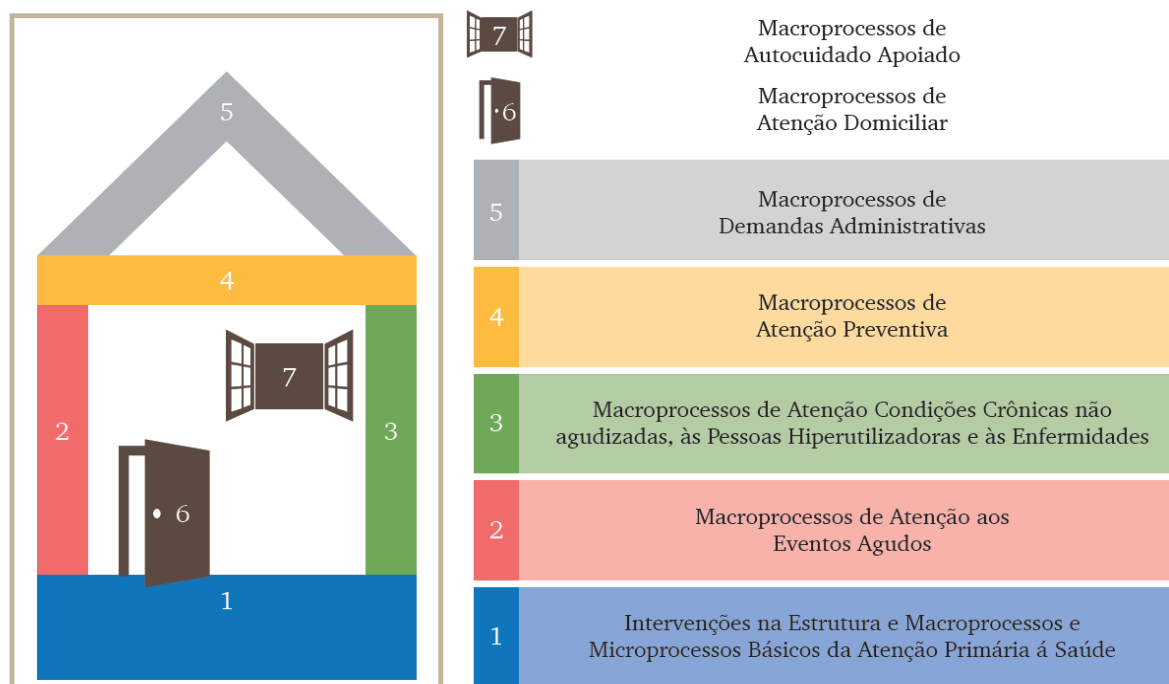 5
4
2
7
3
6
1
7
Macroprocessos de
Autocuidado Apoiado
6
Macroprocessos de
Atenção Domiciliar
5
Macroprocessos de
Demandas Administrativas
4
Macroprocessos de
Atenção Preventiva
3
Macroprocessos de Atenção Condições Crônicas não
agudizadas, às Pessoas Hiperutilizadoras e às Enfermidades
2
Macroprocessos de Atenção aos
Eventos Agudos
1
Intervenções na Estrutura e Macroprocessos e
Microprocessos Básicos da Atenção Primária á Saúde